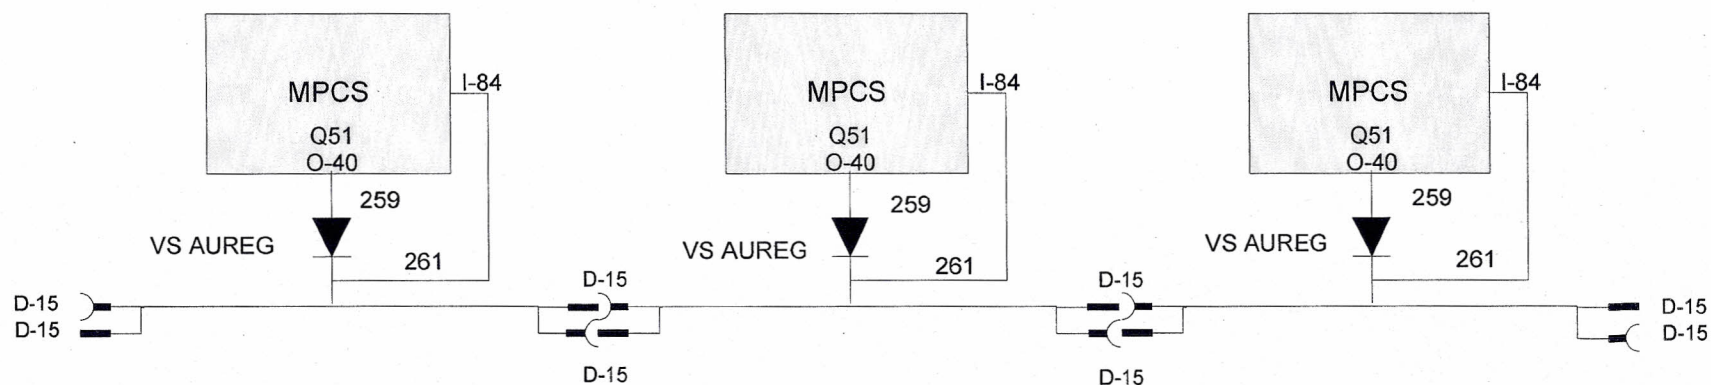 MPCS
Q51
O-40
I-84
259
VS AUREG
261
MPCS
Q51
O-40
I-84
259
VS AUREG
261
MPCS
Q51
O-40
I-84
259
VS AUREG
261
D-15
D-15
D-15
D-15
D-15
D-15
D-15
D-15